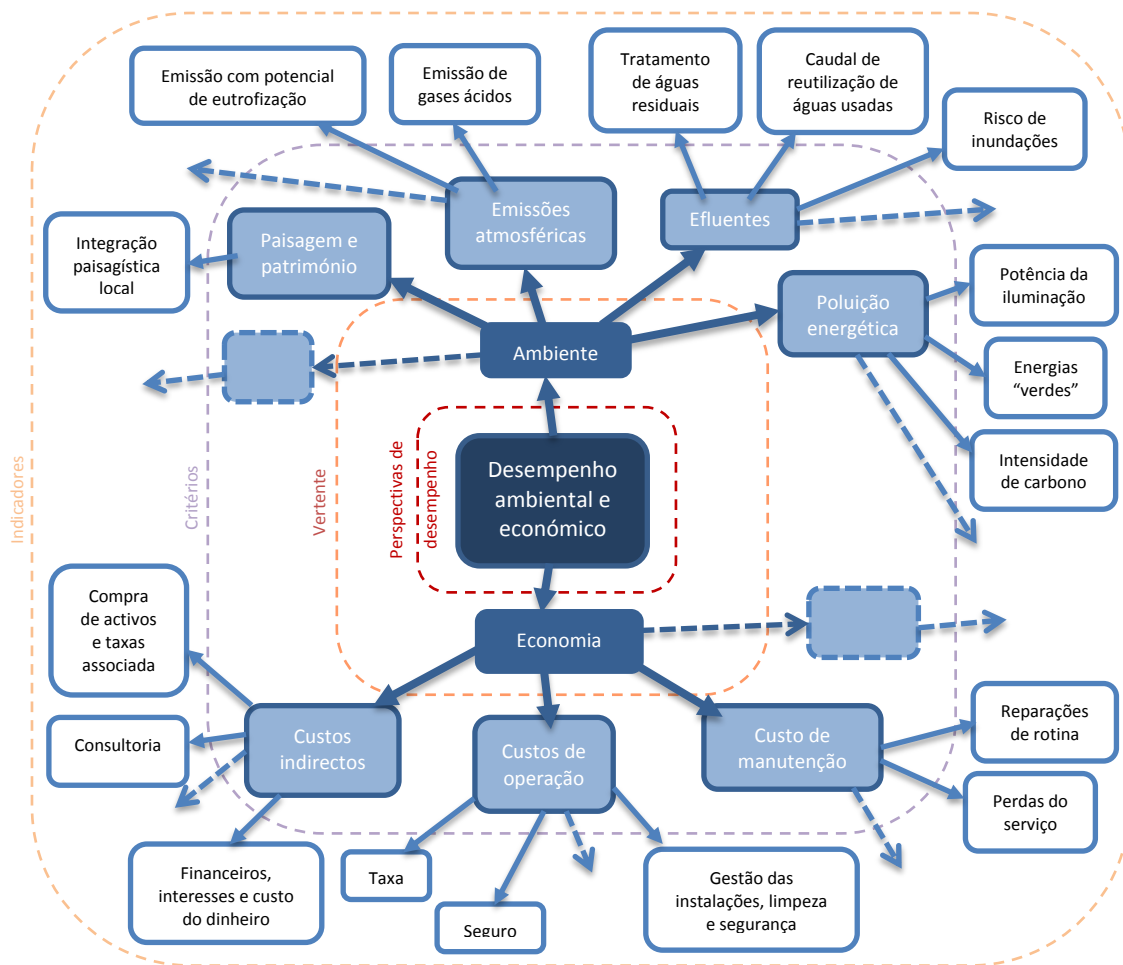 Emissão com potencial
de eutrofização
Emissão de
gases ácidos
Tratamento
de águas
residuais
Caudal de
reutilização de
águas usadas
Risco de
inundações
Integração
paisagística
local
Paisagem e
património
Emissões
atmosféricas
Efluentes
Poluição
energética
Potência da
iluminação
Energias
“verdes”
Intensidade
de carbono
Ambiente
Desempenho
ambiental e
económico
Perspectivas de
desempenho
Vertente
Critérios
Indicadores
Economia
Compra
de activos
e taxas
associada
Consultoria
Custos
indirectos
Custos de
operação
Custo de
manutenção
Reparações
de rotina
Perdas do
serviço
Financeiros,
interesses e custo
do dinheiro
Taxa
Seguro
Gestão das
instalações, limpeza
e segurança